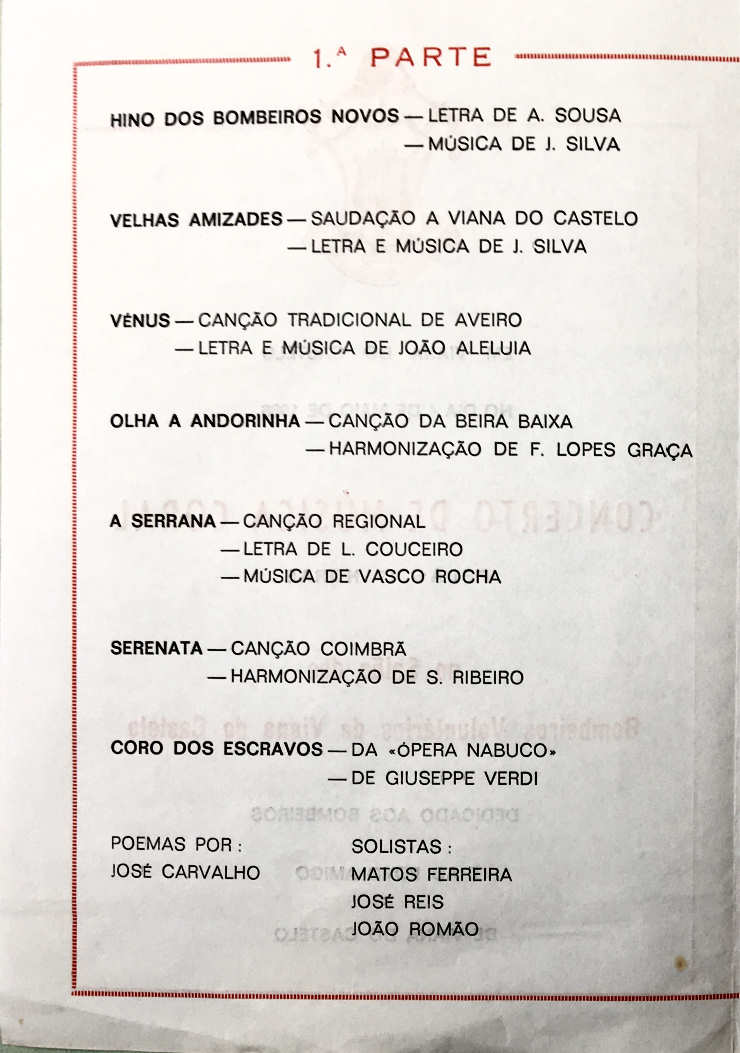 1.ª PARTE
HINO DOS BOMBEIROS NOVOS — LETRA DE A. SOUSA
— MÚSICA DE J. SILVA
VELHAS AMIZADES — SAUDAÇÃO A VIANA DO CASTELO
— LETRA E MÚSICA DE J. SILVA
VÉNUS — CANÇÃO TRADICIONAL DE AVEIRO
— LETRA E MÚSICA DE JOÃO ALELUIA
OLHA A ANDORINHA — CANÇÃO DA BEIRA BAIXA
— HARMONIZAÇÃO DE F. LOPES GRAÇA
A SERRANA — CANÇÃO REGIONAL
— LETRA DE L. COUCEIRO
— MÚSICA DE VASCO ROCHA
SERENATA — CANÇÃO COIMBRÃ
— HARMONIZAÇÃO DE S. RIBEIRO
CORO DOS ESCRAVOS — DA «ÓPERA NABUCO»
— DE GIUSEPPE VERDI
POEMAS POR :
JOSÉ CARVALHO
SOLISTAS :
MATOS FERREIRA
JOSÉ REIS
JOÃO ROMÃO